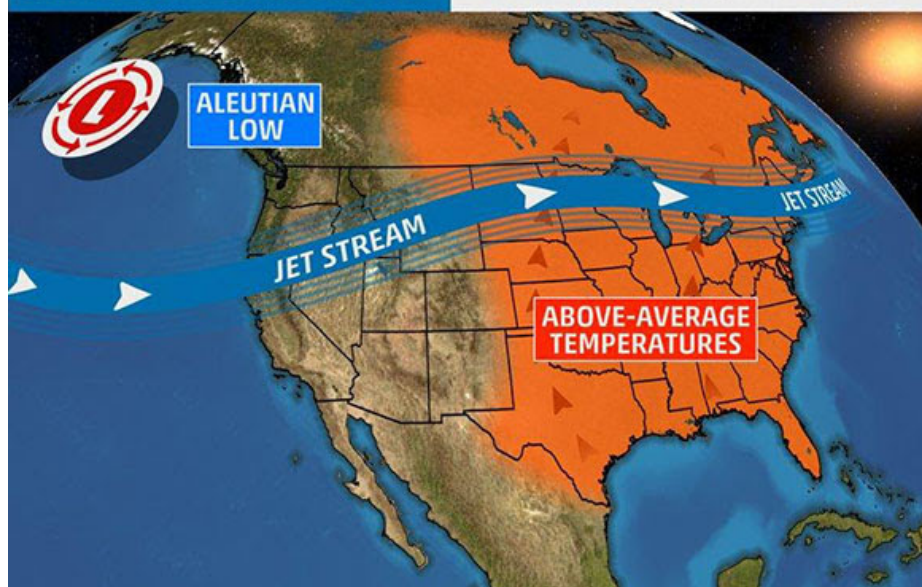 L
ALEUTIAN
LOW
JET STREAM
JET STREAM
ABOVE-AVERAGE
TEMPERATURES